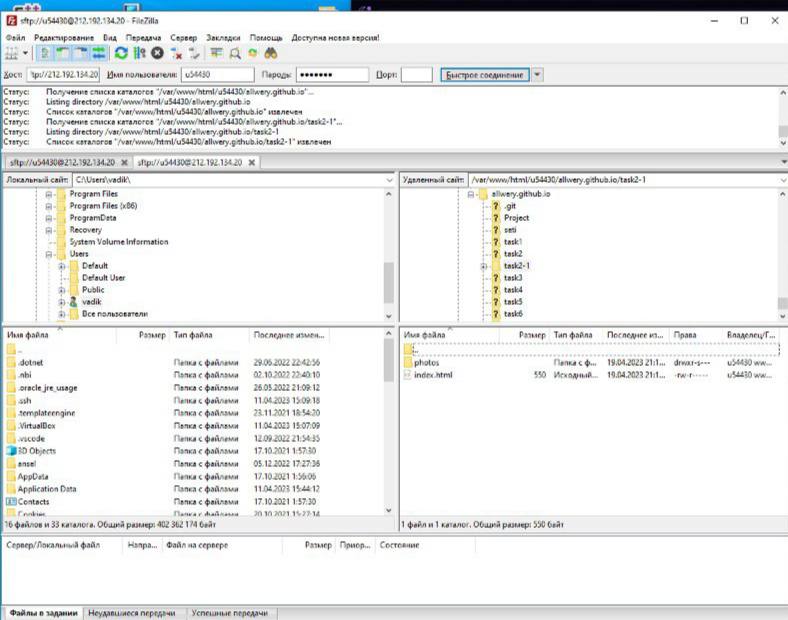 sftp://u54430@212.192.134.20 - FileZilla
Файл Редактирование Вид Передача Сервер Закладки Помощь Доступна новая версия!
Хост: tp://212.192.134.20 Имя пользователя: u54430 Пароль: ●●●●●●● Порт: Быстрое соединение
Статус: Получение списка каталогов "/var/www/html/u54430/allwery.github.io"...
Статус: Listing directory /var/www/html/u54430/allwery.github.io
Статус: Список каталогов "/var/www/html/u54430/allwery.github.io" извлечен
Статус: Получение списка каталогов "/var/www/html/u54430/allwery.github.io/task2-1"...
Статус: Listing directory /var/www/html/u54430/allwery.github.io/task2-1
Статус: Список каталогов "/var/www/html/u54430/allwery.github.io/task2-1" извлечен
sftp://u54430@212.192.134.20 sftp://u54430@212.192.134.20
Локальный сайт: C:\Users\vadik\
Program Files
Program Files (x86)
ProgramData
Recovery
System Volume Information
Users
Default
Default User
Public
vadik
Все пользователи
Имя файла Размер Тип файла Последнее измен...
..
.dotnet Папка с файлами 29.06.2022 22:42:56
.nbi Папка с файлами 02.10.2022 22:40:10
.oracle_jre_usage Папка с файлами 26.05.2022 21:09:12
.ssh Папка с файлами 11.04.2023 15:09:18
.templateengine Папка с файлами 23.11.2021 18:54:20
.VirtualBox Папка с файлами 11.04.2023 15:07:09
.vscode Папка с файлами 12.09.2022 21:54:35
3D Objects Папка с файлами 17.10.2021 1:57:30
ansel Папка с файлами 05.12.2022 17:27:36
AppData Папка с файлами 17.10.2021 1:56:06
Application Data Папка с файлами 11.04.2023 15:44:12
Contacts Папка с файлами 17.10.2021 1:57:30
Cookies Папка с файлами 20.10.2021 15:27:14
16 файлов и 33 каталога. Общий размер: 402 362 174 байт
Удаленный сайт: /var/www/html/u54430/allwery.github.io/task2-1
allwery.github.io
.git
Project
seti
task1
task2
task2-1
task3
task4
task5
task6
Имя файла Размер Тип файла Последнее из... Права Владелец/Г...
..
photos Папка с ф... 19.04.2023 21:1... drwxr-s--- u54430 ww...
index.html 550 Исходный... 19.04.2023 21:1... -rw-r----- u54430 ww...
1 файл и 1 каталог. Общий размер: 550 байт
Сервер/Локальный файл Напра... Файл на сервере Размер Приор... Состояние
Файлы в задании Неудавшиеся передачи Успешные передачи